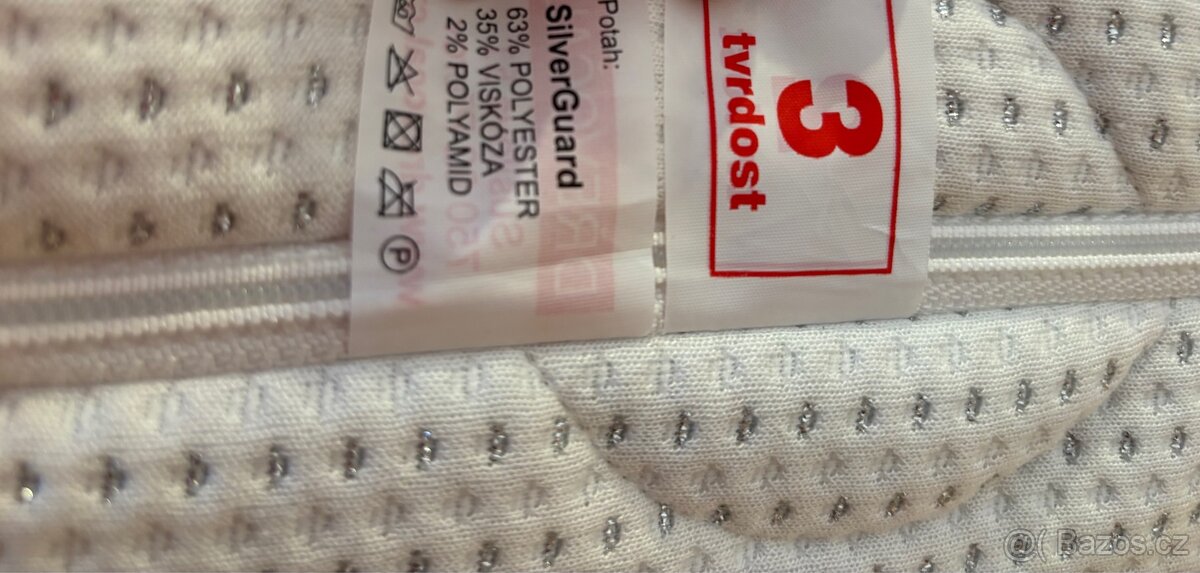 3
tvrdost
Potah:
SilverGuard
63% POLYESTER
35% VISKÓZA
2% POLYAMID
P
@( Bazos.cz